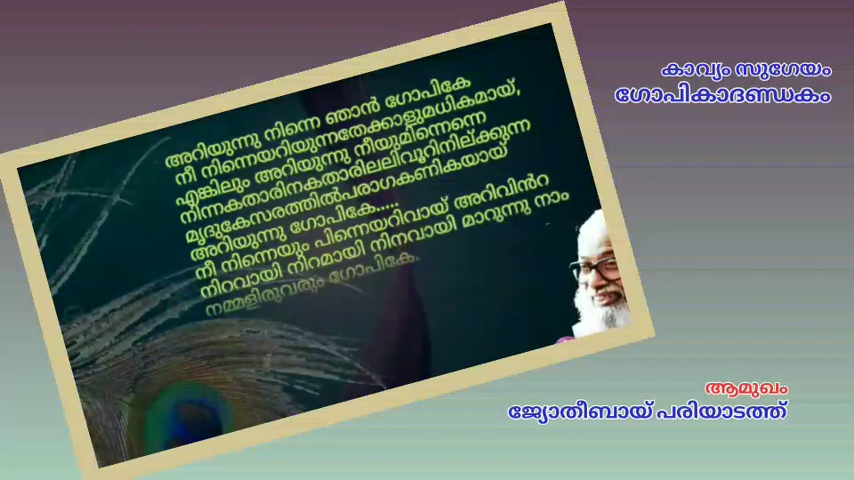 കാവ്യം സുഗേയം
ഗോപികാദണ്ഡകം
അറിയുന്നു നിന്നെ ഞാൻ ഗോപികേ
നീ നിന്നെയറിയുന്നതേക്കാളുമധികമായ്,
എങ്കിലും അറിയുന്നു നീയുമിന്നെന്നെ
നിന്നകതാരിനകതാരിലലിവൂറിനില്ക്കുന്ന
മൃദുകേസരത്തിൽപരാഗകണികയായ്
അറിയുന്നു ഗോപികേ.....
നീ നിന്നെയും പിന്നെയറിവായ് അറിവിൻറ
നിറവായി നിറമായി നിനവായി മാറുന്നു നാം
നമ്മളിരുവരും ഗോപികേ.
ആമുഖം
ജ്യോതീബായ് പരിയാടത്ത്